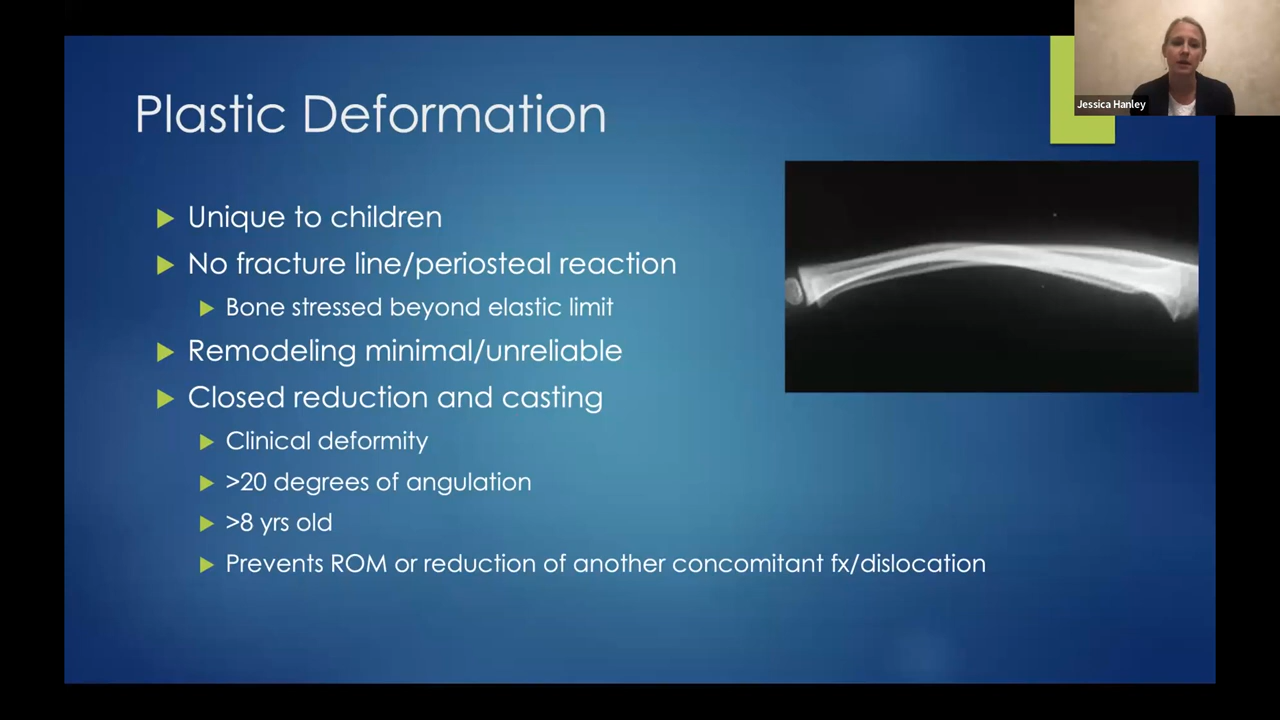 Plastic Deformation
Jessica Hanley
Unique to children
No fracture line/periosteal reaction
Bone stressed beyond elastic limit
Remodeling minimal/unreliable
Closed reduction and casting
Clinical deformity
>20 degrees of angulation
>8 yrs old
Prevents ROM or reduction of another concomitant fx/dislocation